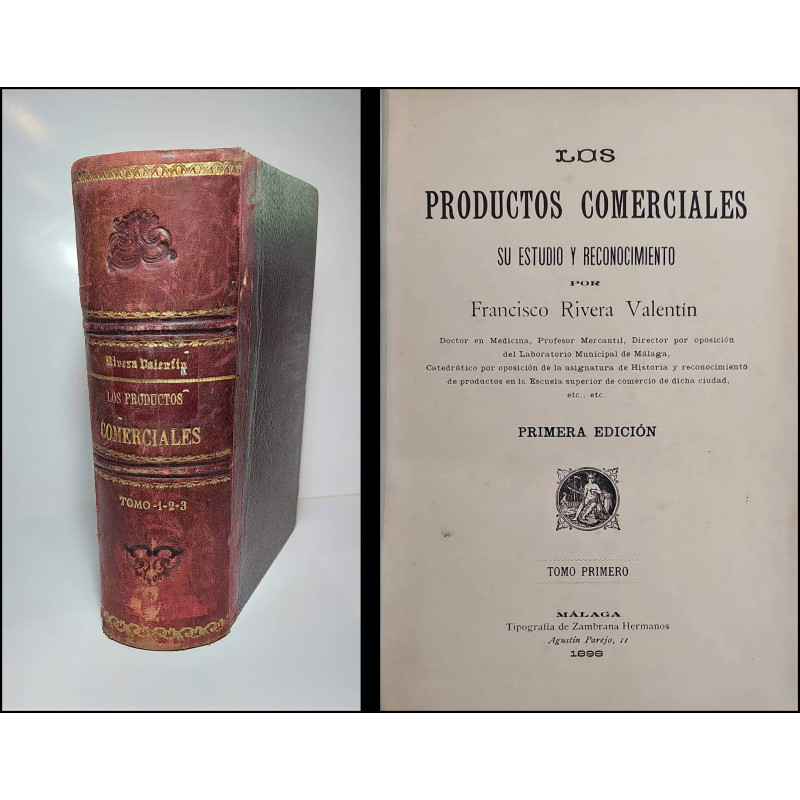 Rivera Valentín
LOS PRODUCTOS
COMERCIALES
TOMO-1-2-3
LOS
PRODUCTOS COMERCIALES
SU ESTUDIO Y RECONOCIMIENTO
POR
Francisco Rivera Valentín
Doctor en Medicina, Profesor Mercantil, Director por oposición
del Laboratorio Municipal de Málaga,
Catedrático por oposición de la asignatura de Historia y reconocimiento
de productos en la Escuela superior de comercio de dicha ciudad,
etc., etc.
PRIMERA EDICIÓN
TOMO PRIMERO
MÁLAGA
Tipografía de Zambrana Hermanos
Agustín Parejo, 11
1898